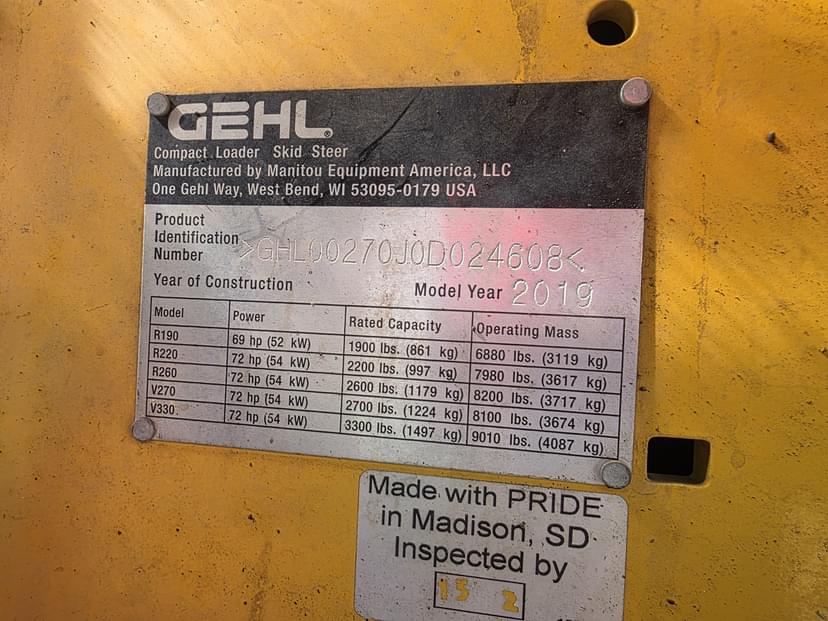 GEHL®
Compact Loader Skid Steer
Manufactured by Manitou Equipment America, LLC
One Gehl Way, West Bend, WI 53095-0179 USA
Product
Identification
Number >GHL00270J0D024608<
Year of Construction Model Year 2019
Model Power Rated Capacity Operating Mass
R190 69 hp (52 kW) 1900 lbs. (861 kg) 6880 lbs. (3119 kg)
R220 72 hp (54 kW) 2200 lbs. (997 kg) 7980 lbs. (3617 kg)
R260 72 hp (54 kW) 2600 lbs. (1179 kg) 8200 lbs. (3717 kg)
V270 72 hp (54 kW) 2700 lbs. (1224 kg) 8100 lbs. (3674 kg)
V330 72 hp (54 kW) 3300 lbs. (1497 kg) 9010 lbs. (4087 kg)
Made with PRIDE
in Madison, SD
Inspected by
15 2